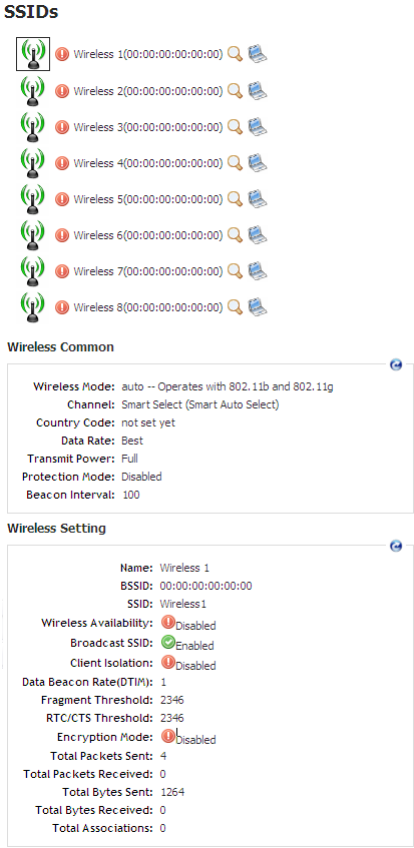 SSIDs
Wireless 1(00:00:00:00:00:00)
Wireless 2(00:00:00:00:00:00)
Wireless 3(00:00:00:00:00:00)
Wireless 4(00:00:00:00:00:00)
Wireless 5(00:00:00:00:00:00)
Wireless 6(00:00:00:00:00:00)
Wireless 7(00:00:00:00:00:00)
Wireless 8(00:00:00:00:00:00)
Wireless Common
Wireless Mode: auto -- Operates with 802.11b and 802.11g
Channel: Smart Select (Smart Auto Select)
Country Code: not set yet
Data Rate: Best
Transmit Power: Full
Protection Mode: Disabled
Beacon Interval: 100
Wireless Setting
Name: Wireless 1
BSSID: 00:00:00:00:00:00
SSID: Wireless1
Wireless Availability: Disabled
Broadcast SSID: Enabled
Client Isolation: Disabled
Data Beacon Rate(DTIM): 1
Fragment Threshold: 2346
RTC/CTS Threshold: 2346
Encryption Mode: Disabled
Total Packets Sent: 4
Total Packets Received: 0
Total Bytes Sent: 1264
Total Bytes Received: 0
Total Associations: 0